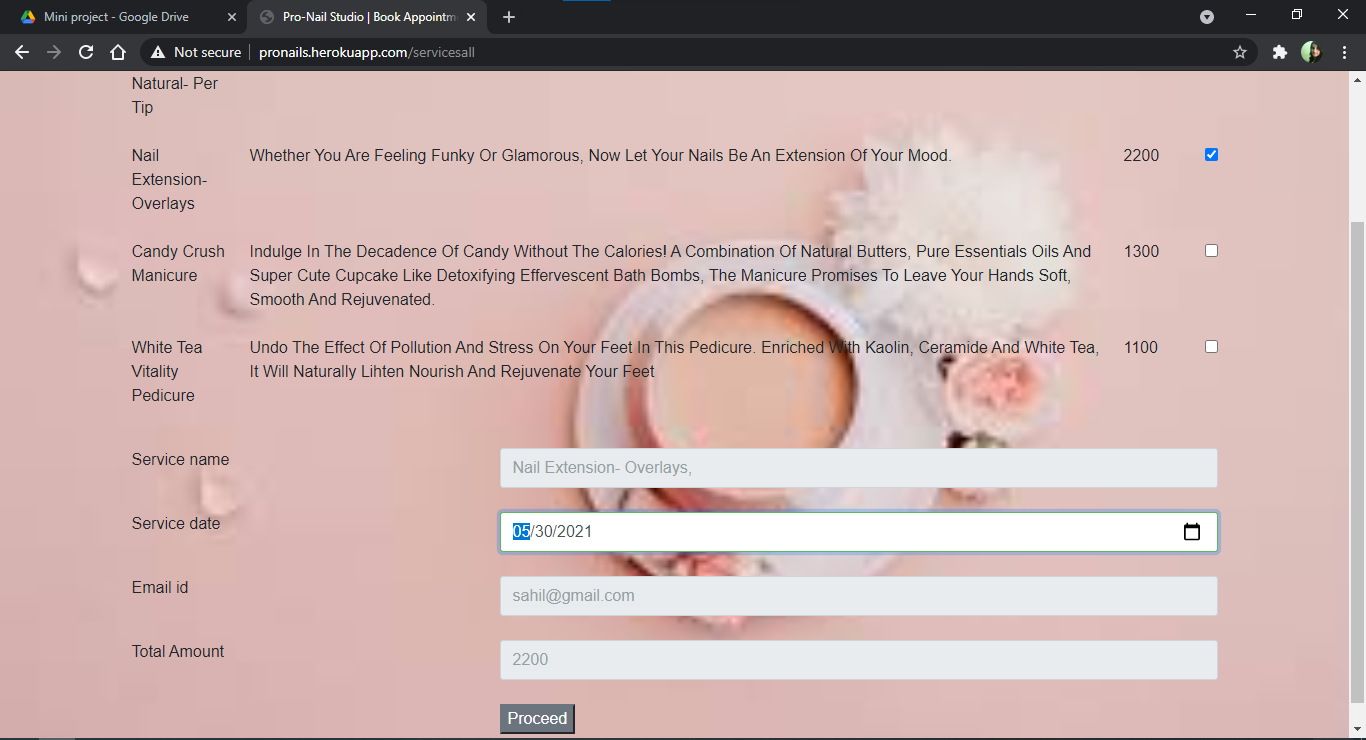 Mini project - Google Drive
Pro-Nail Studio | Book Appointm
Not secure
pronails.herokuapp.com/servicesall
Natural- Per
Tip
Nail
Extension-
Overlays
Whether You Are Feeling Funky Or Glamorous, Now Let Your Nails Be An Extension Of Your Mood.
2200
Candy Crush
Manicure
Indulge In The Decadence Of Candy Without The Calories! A Combination Of Natural Butters, Pure Essentials Oils And
Super Cute Cupcake Like Detoxifying Effervescent Bath Bombs, The Manicure Promises To Leave Your Hands Soft,
Smooth And Rejuvenated.
1300
White Tea
Vitality
Pedicure
Undo The Effect Of Pollution And Stress On Your Feet In This Pedicure. Enriched With Kaolin, Ceramide And White Tea,
It Will Naturally Lihten Nourish And Rejuvenate Your Feet
1100
Service name
Nail Extension- Overlays,
Service date
05/30/2021
Email id
sahil@gmail.com
Total Amount
2200
Proceed